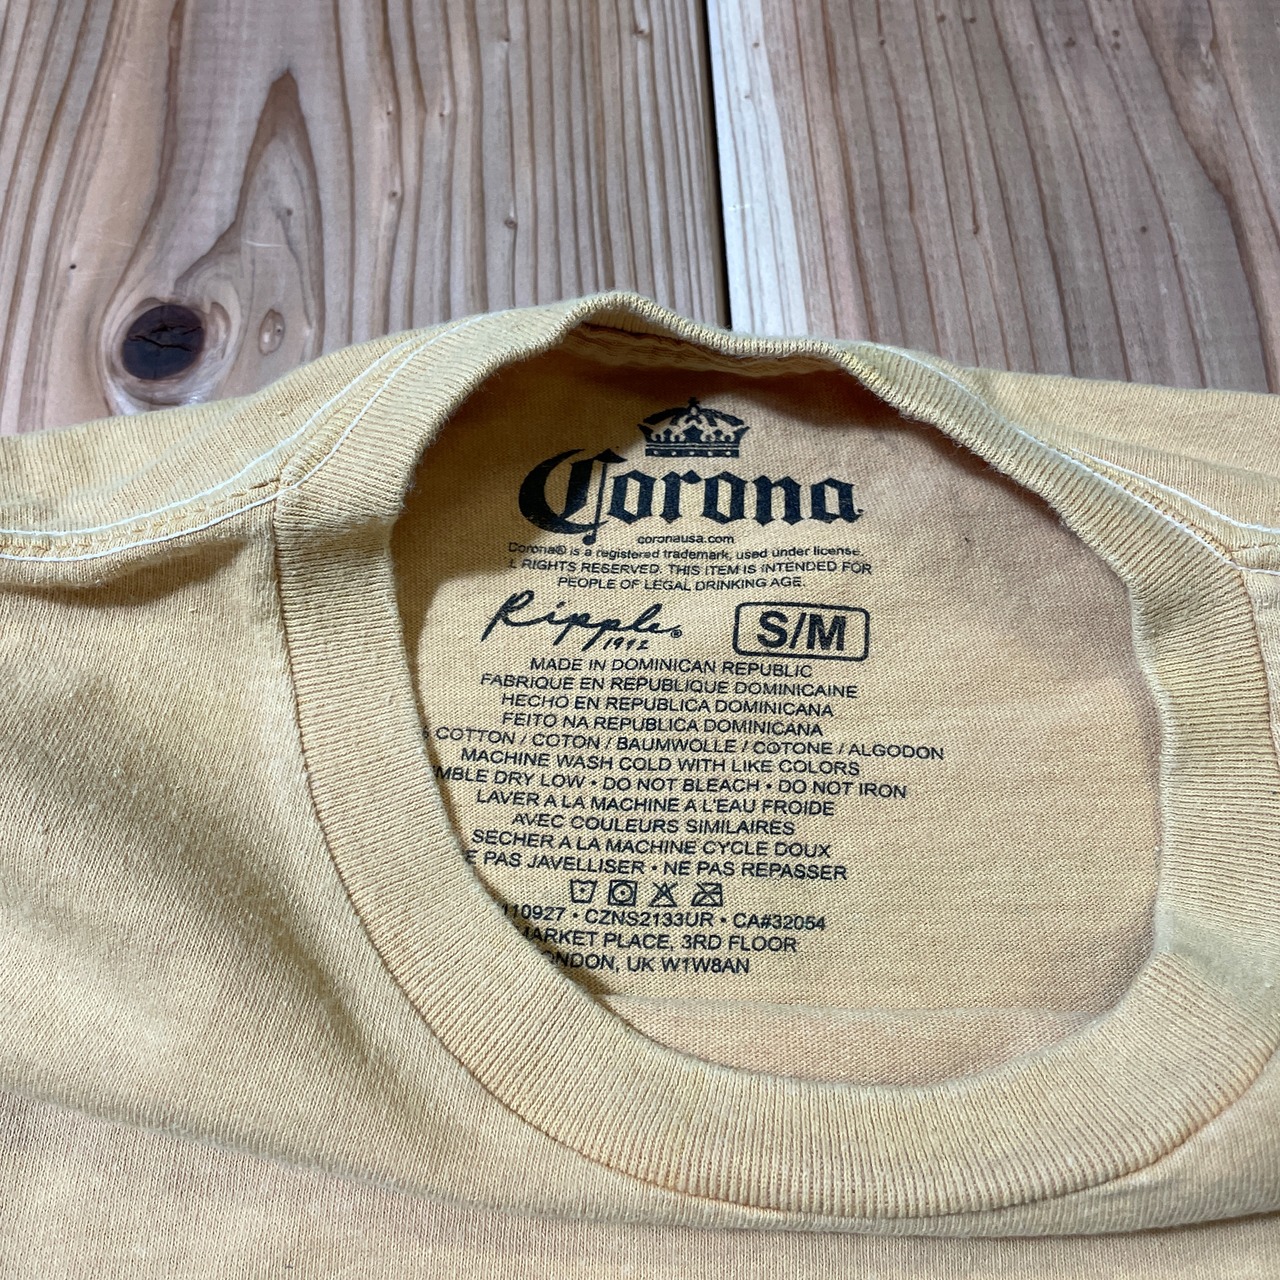 Corona
coronausa.com
Corona® is a registered trademark, used under license.
RIGHTS RESERVED. THIS ITEM IS INTENDED FOR
PEOPLE OF LEGAL DRINKING AGE.
Ripple® 1992
S/M
MADE IN DOMINICAN REPUBLIC
FABRIQUE EN REPUBLIQUE DOMINICAINE
HECHO EN REPUBLICA DOMINICANA
FEITO NA REPUBLICA DOMINICANA
COTTON / COTON / BAUMWOLLE / COTONE / ALGODON
MACHINE WASH COLD WITH LIKE COLORS
DRY LOW • DO NOT BLEACH • DO NOT IRON
LAVER A LA MACHINE A L'EAU FROIDE
AVEC COULEURS SIMILAIRES
SECHER A LA MACHINE CYCLE DOUX
PAS JAVELLISER • NE PAS REPASSER
110927 • CZNS2133UR • CA#32054
MARKET PLACE, 3RD FLOOR
LONDON, UK W1W8AN